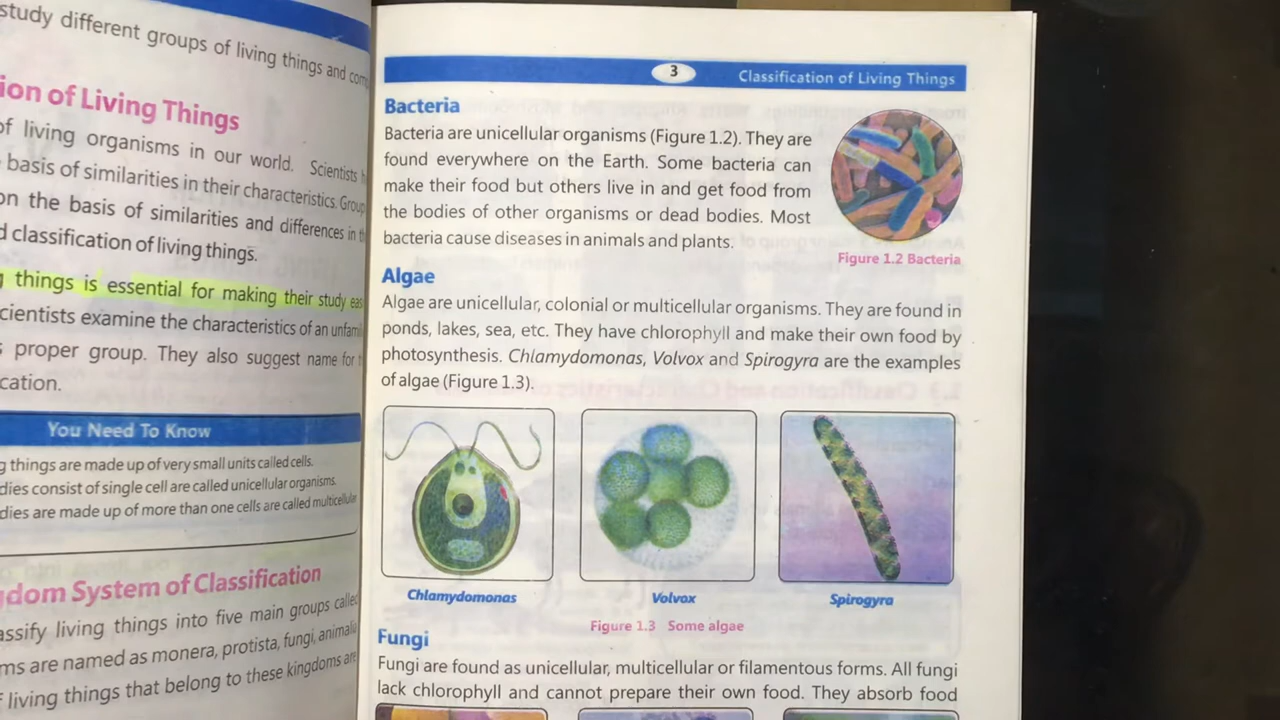 study different groups of living things and
ion of Living Things
of living organisms in our world. Scientists
basis of similarities in their characteristics.
on the basis of similarities and differences in
d classification of living things.
things is essential for making their study
cientists examine the characteristics of an
proper group. They also suggest name for
cation.
You Need To Know
g things are made up of very small units called cells.
dies consist of single cell are called unicellular organisms.
dies are made up of more than one cells are called multicellular
dom System of Classification
assify living things into five main groups called
ms are named as monera, protista, fungi,
f living things that belong to these kingdoms are
3 Classification of Living Things
Bacteria
Bacteria are unicellular organisms (Figure 1.2). They are
found everywhere on the Earth. Some bacteria can
make their food but others live in and get food from
the bodies of other organisms or dead bodies. Most
bacteria cause diseases in animals and plants.
Figure 1.2 Bacteria
Algae
Algae are unicellular, colonial or multicellular organisms. They are found in
ponds, lakes, sea, etc. They have chlorophyll and make their own food by
photosynthesis. Chlamydomonas, Volvox and Spirogyra are the examples
of algae (Figure 1.3).
Chlamydomonas Volvox Spirogyra
Figure 1.3 Some algae
Fungi
Fungi are found as unicellular, multicellular or filamentous forms. All fungi
lack chlorophyll and cannot prepare their own food. They absorb food